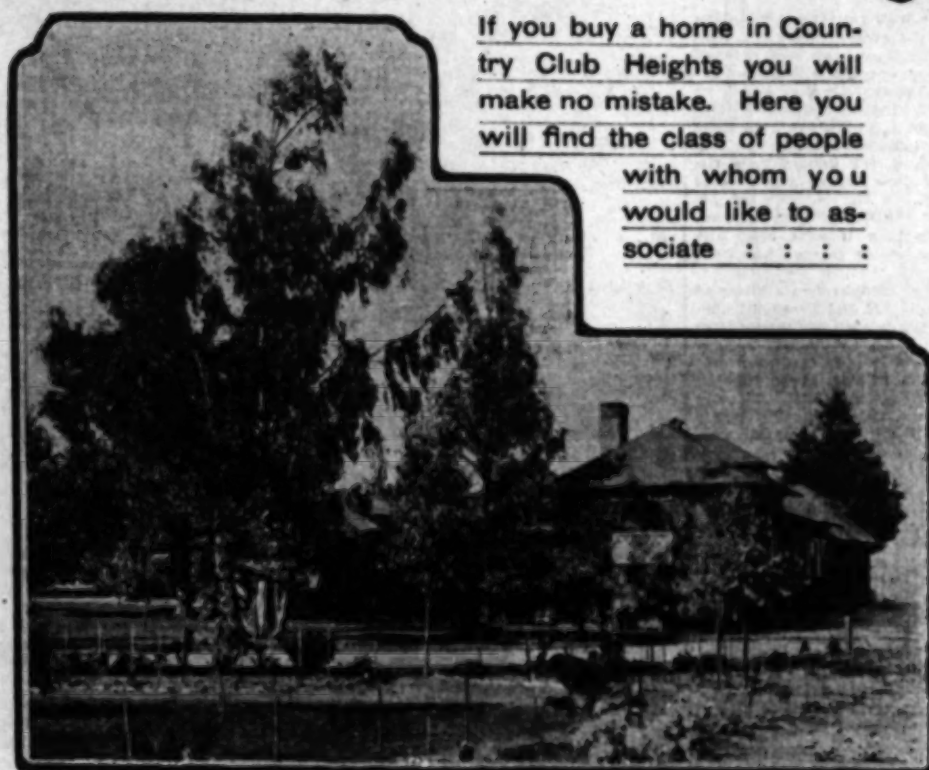 If you buy a home in Coun-
try Club Heights you will
make no mistake. Here you
will find the class of people
with whom you
would like to as-
sociate : : : :